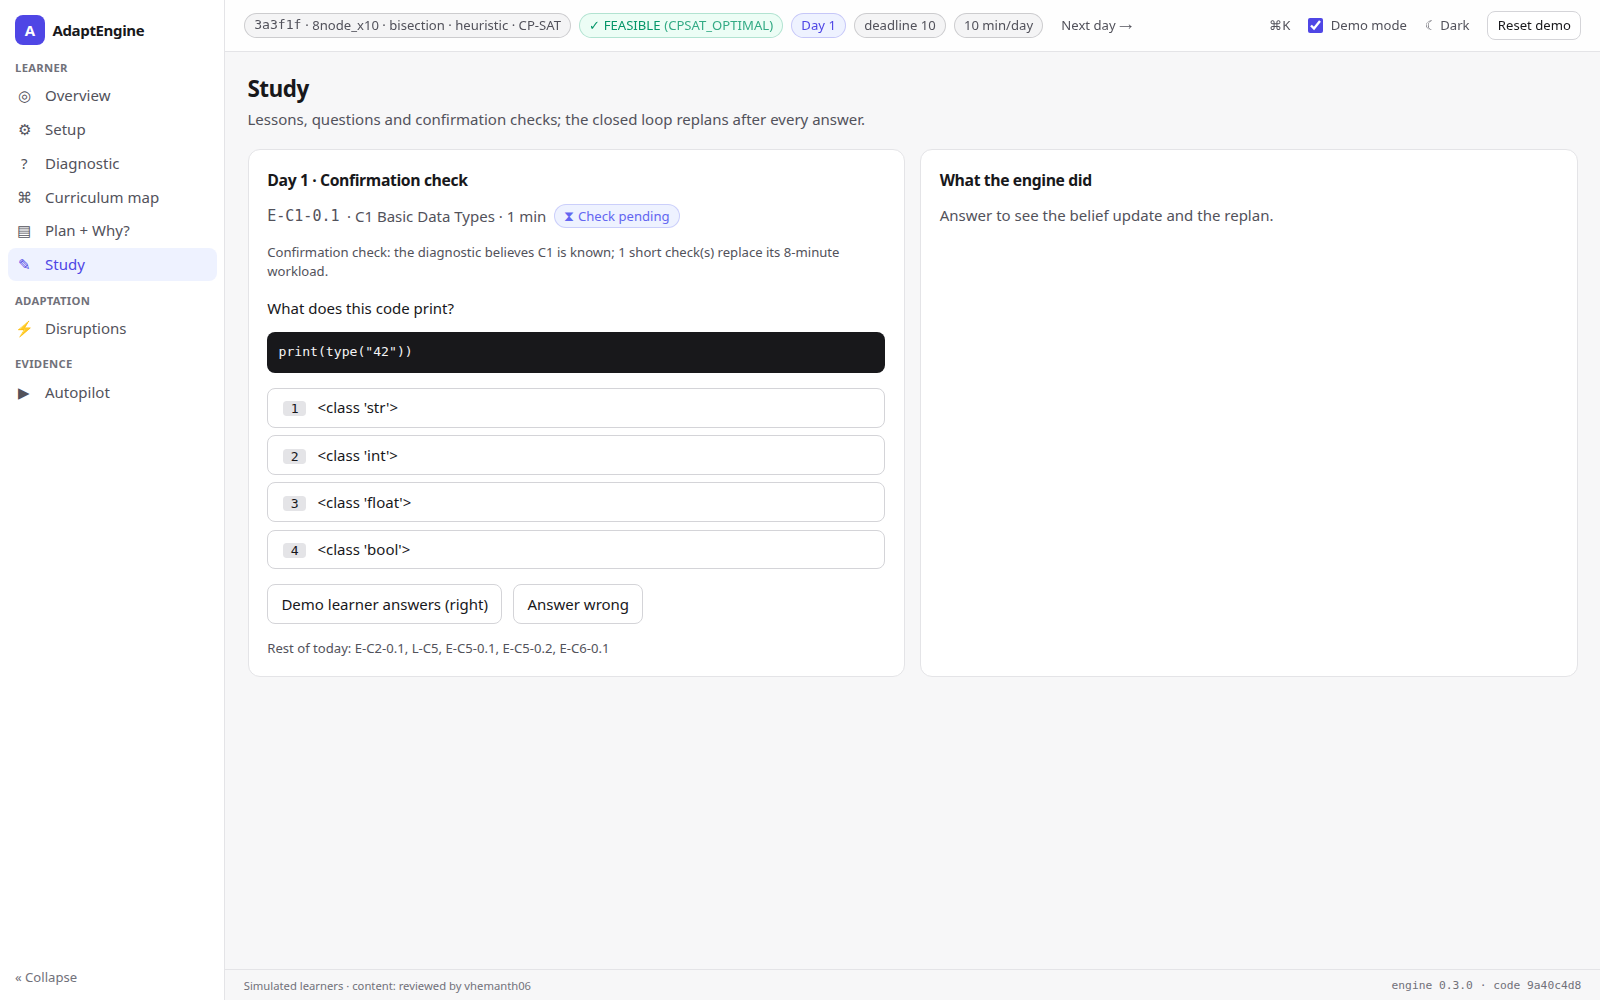 A AdaptEngine
LEARNER
◎ Overview
⚙ Setup
? Diagnostic
⌘ Curriculum map
▤ Plan + Why?
✎ Study
ADAPTATION
⚡ Disruptions
EVIDENCE
▶ Autopilot
« Collapse
3a3f1f · 8node_x10 · bisection · heuristic · CP-SAT ✓ FEASIBLE (CPSAT_OPTIMAL) Day 1 deadline 10 10 min/day Next day → ⌘K Demo mode ☾ Dark Reset demo
Study
Lessons, questions and confirmation checks; the closed loop replans after every answer.
Day 1 · Confirmation check
E-C1-0.1 · C1 Basic Data Types · 1 min ⧗ Check pending
Confirmation check: the diagnostic believes C1 is known; 1 short check(s) replace its 8-minute
workload.
What does this code print?
print(type("42"))
1 <class 'str'>
2 <class 'int'>
3 <class 'float'>
4 <class 'bool'>
Demo learner answers (right) Answer wrong
Rest of today: E-C2-0.1, L-C5, E-C5-0.1, E-C5-0.2, E-C6-0.1
What the engine did
Answer to see the belief update and the replan.
Simulated learners · content: reviewed by vhemanth06 engine 0.3.0 · code 9a40c4d8